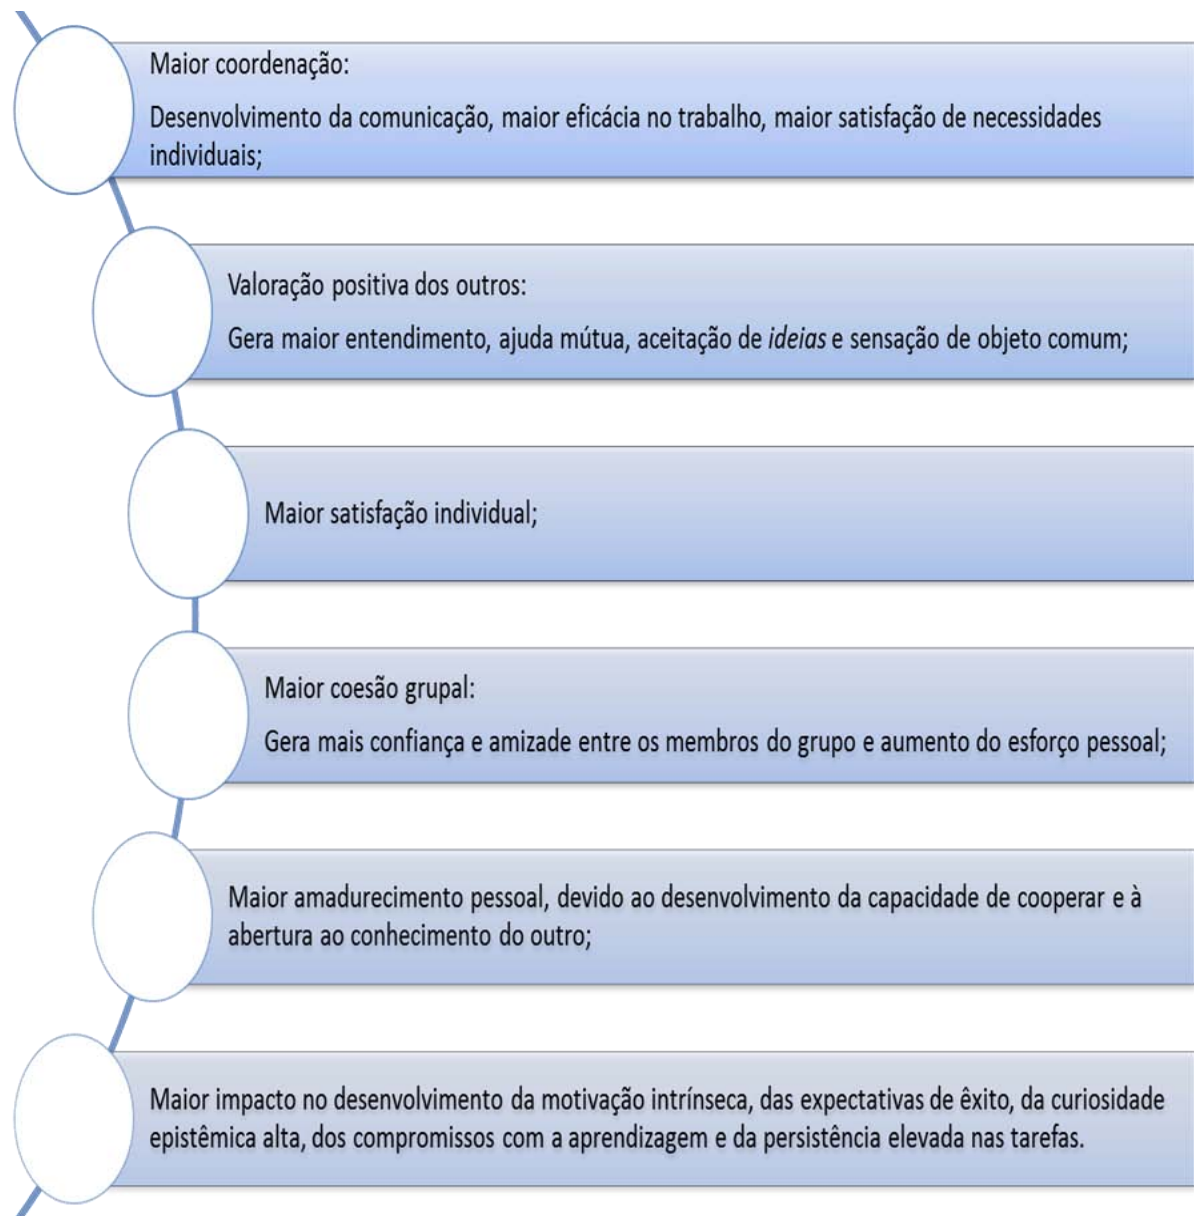 Maior coordenação:
Desenvolvimento da comunicação, maior eficácia no trabalho, maior satisfação de necessidades
individuais;
Valoração positiva dos outros:
Gera maior entendimento, ajuda mútua, aceitação de ideias e sensação de objeto comum;
Maior satisfação individual;
Maior coesão grupal:
Gera mais confiança e amizade entre os membros do grupo e aumento do esforço pessoal;
Maior amadurecimento pessoal, devido ao desenvolvimento da capacidade de cooperar e à
abertura ao conhecimento do outro;
Maior impacto no desenvolvimento da motivação intrínseca, das expectativas de êxito, da curiosidade
epistêmica alta, dos compromissos com a aprendizagem e da persistência elevada nas tarefas.